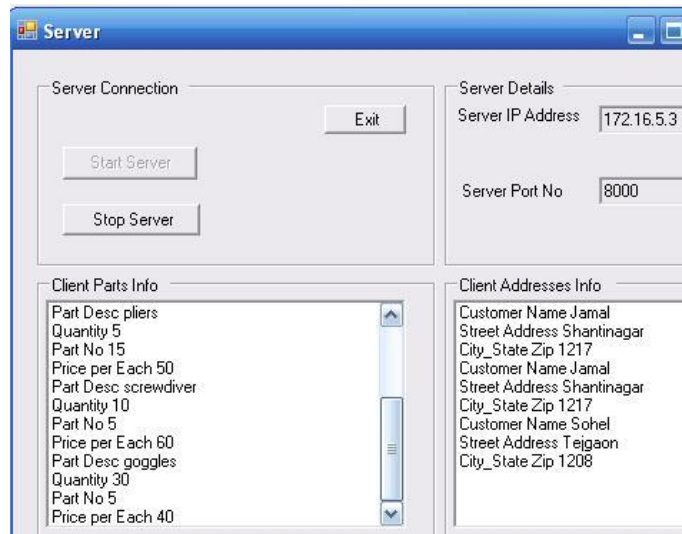 Server
Server Connection
Exit
Start Server
Stop Server
Server Details
Server IP Address 172.16.5.3
Server Port No 8000
Client Parts Info
Part Desc pliers
Quantity 5
Part No 15
Price per Each 50
Part Desc screwdiver
Quantity 10
Part No 5
Price per Each 60
Part Desc goggles
Quantity 30
Part No 5
Price per Each 40
Client Addresses Info
Customer Name Jamal
Street Address Shantinagar
City_State Zip 1217
Customer Name Jamal
Street Address Shantinagar
City_State Zip 1217
Customer Name Sohel
Street Address Tejgaon
City_State Zip 1208